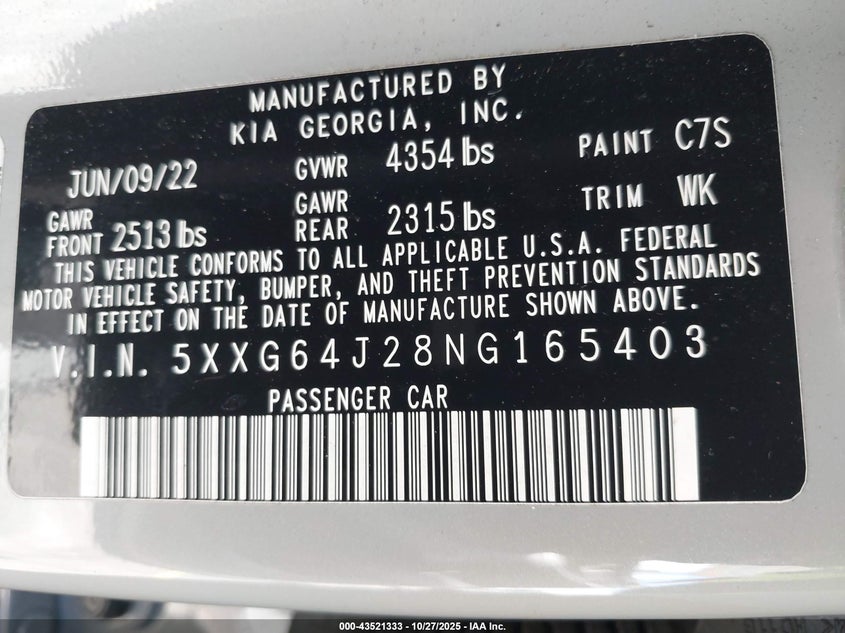 MANUFACTURED BY
KIA GEORGIA, INC.
JUN/09/22 GVWR 4354 lbs PAINT C7S
GAWR FRONT 2513 lbs GAWR REAR 2315 lbs TRIM WK
THIS VEHICLE CONFORMS TO ALL APPLICABLE U.S.A. FEDERAL
MOTOR VEHICLE SAFETY, BUMPER, AND THEFT PREVENTION STANDARDS
IN EFFECT ON THE DATE OF MANUFACTURE SHOWN ABOVE.
V.I.N. 5XXG64J28NG165403
PASSENGER CAR
000-43521333 - 10/27/2025 - IAA Inc.